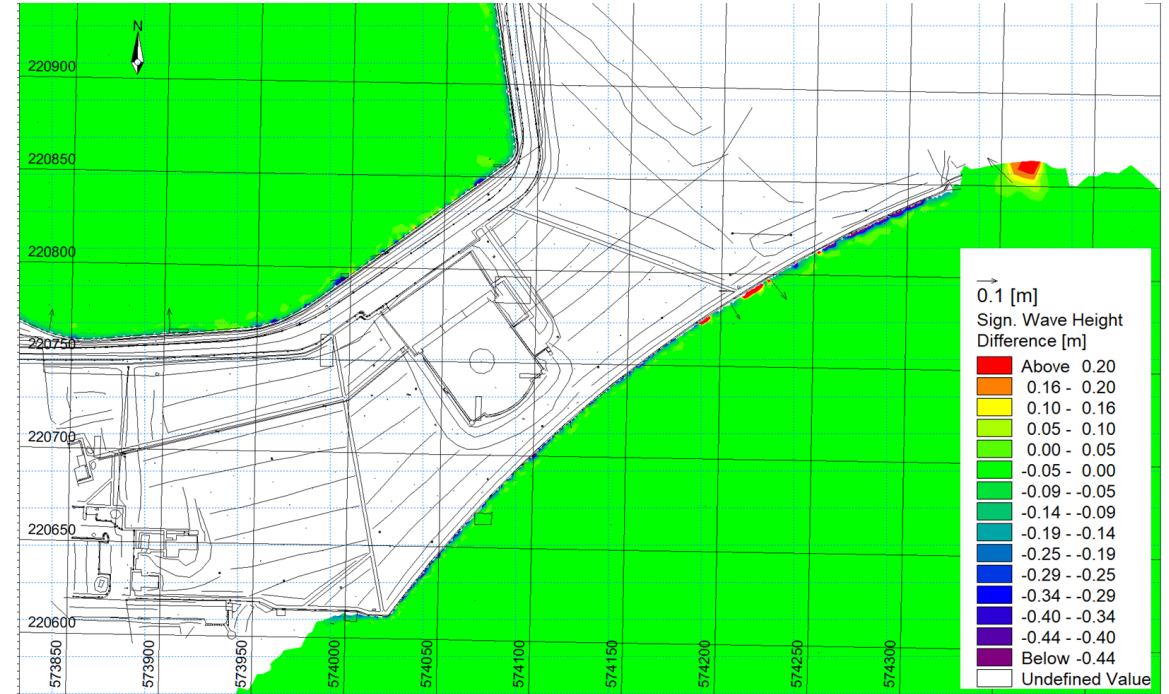 N
220900
220850
220800
220750
220700
220650
220600
573850
573900
573950
574000
574050
574100
574150
574200
574250
574300
0.1 [m]
Sign. Wave Height
Difference [m]
Above 0.20
0.16 - 0.20
0.10 - 0.16
0.05 - 0.10
0.00 - 0.05
-0.05 - 0.00
-0.09 - -0.05
-0.14 - -0.09
-0.19 - -0.14
-0.25 - -0.19
-0.29 - -0.25
-0.34 - -0.29
-0.40 - -0.34
-0.44 - -0.40
Below -0.44
Undefined Value